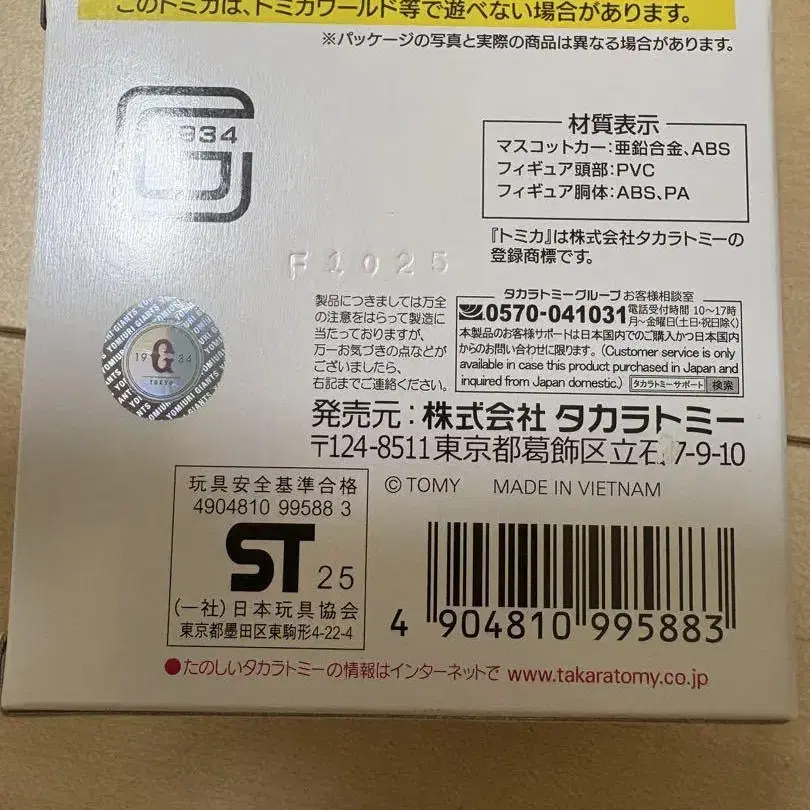 このトミカは、トミカワールド等で遊べない場合があります。
※パッケージの写真と実際の商品は異なる場合があります。
1934
材質表示
マスコットカー:亜鉛合金、ABS
フィギュア頭部:PVC
フィギュア胴体:ABS、PA
『トミカ』は株式会社タカラトミーの
登録商標です。
F1025
製品につきましては万全
の注意をはらって製造に
当たっておりますが、
万一お気づきの点などが
ございましたら、
右記までご連絡ください。
タカラトミーグループ お客様相談室
0570-041031 電話受付時間 10～17時
月～金曜日(土・日・祝日除く)
本製品のお客様サポートは日本国内でのご購入かつ日本国内
からのお問い合わせに限ります。(Customer service is only
available in case this product purchased in Japan and
inquired from Japan domestic.) タカラトミーサポート 検索
YOMIURI GIANTS
19 G 34
TOKYO
発売元:株式会社 タカラトミー
〒124-8511 東京都葛飾区立石7-9-10
© TOMY MADE IN VIETNAM
玩具安全基準合格
4904810 99588 3
ST 25
(一社)日本玩具協会
東京都墨田区東駒形4-22-4
4 904810 995883
●たのしいタカラトミーの情報はインターネットで www.takaratomy.co.jp